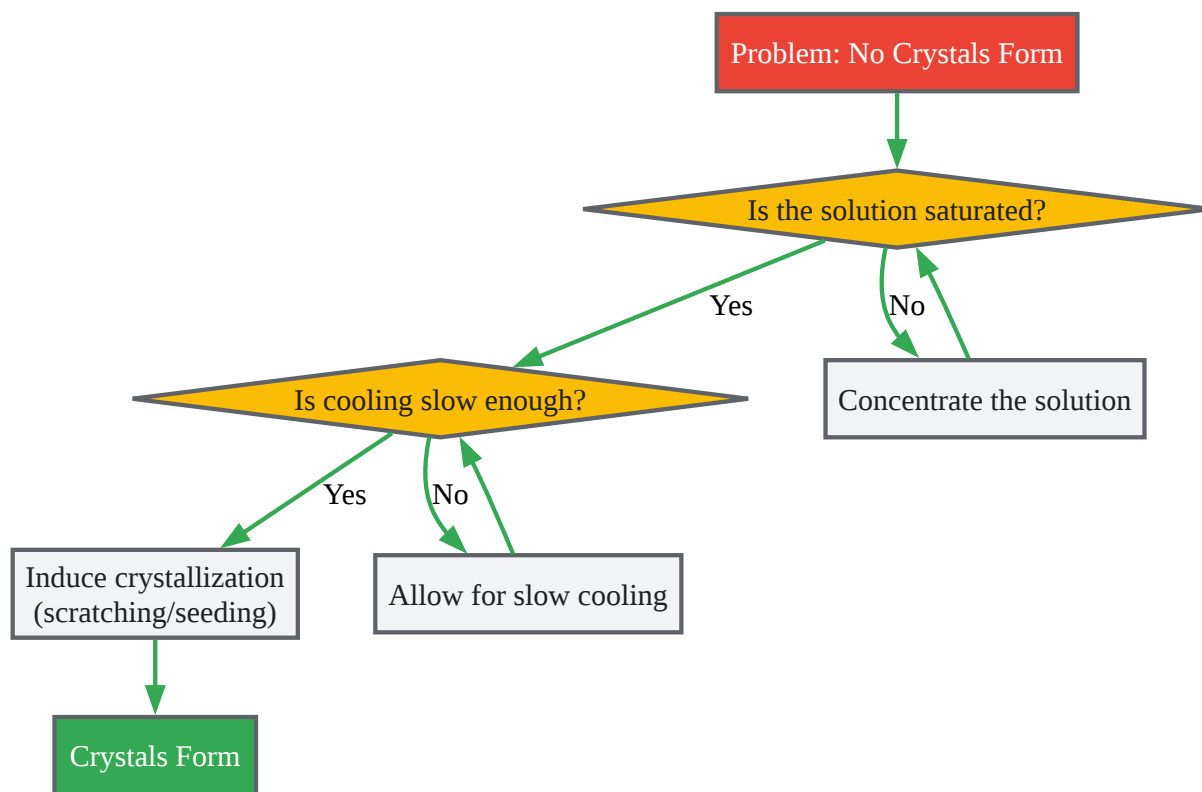 Problem: No Crystals Form
Is the solution saturated?
Yes
No
Is cooling slow enough?
Concentrate the solution
Yes
No
Induce crystallization
(scratching/seeding)
Allow for slow cooling
Crystals Form